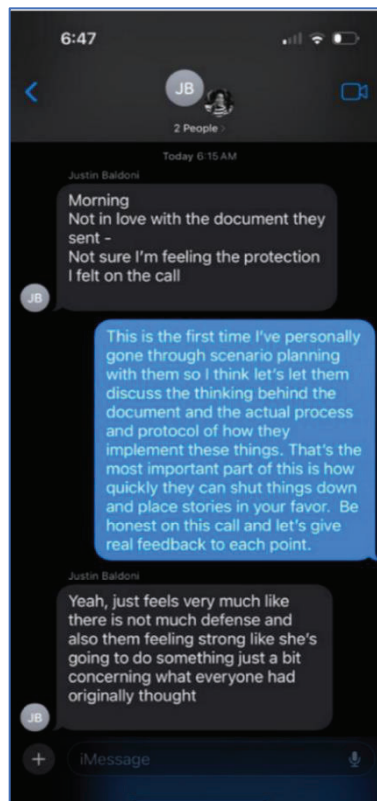 6:47
JB
2 People >
Today 6:15 AM
Justin Baldoni
Morning
Not in love with the document they
sent -
Not sure I'm feeling the protection
I felt on the call
JB
This is the first time I've personally
gone through scenario planning
with them so I think let's let them
discuss the thinking behind the
document and the actual process
and protocol of how they
implement these things. That's the
most important part of this is how
quickly they can shut things down
and place stories in your favor.  Be
honest on this call and let's give
real feedback to each point.
Justin Baldoni
Yeah, just feels very much like
there is not much defense and
also them feeling strong like she's
going to do something just a bit
concerning what everyone had
originally thought
JB
iMessage